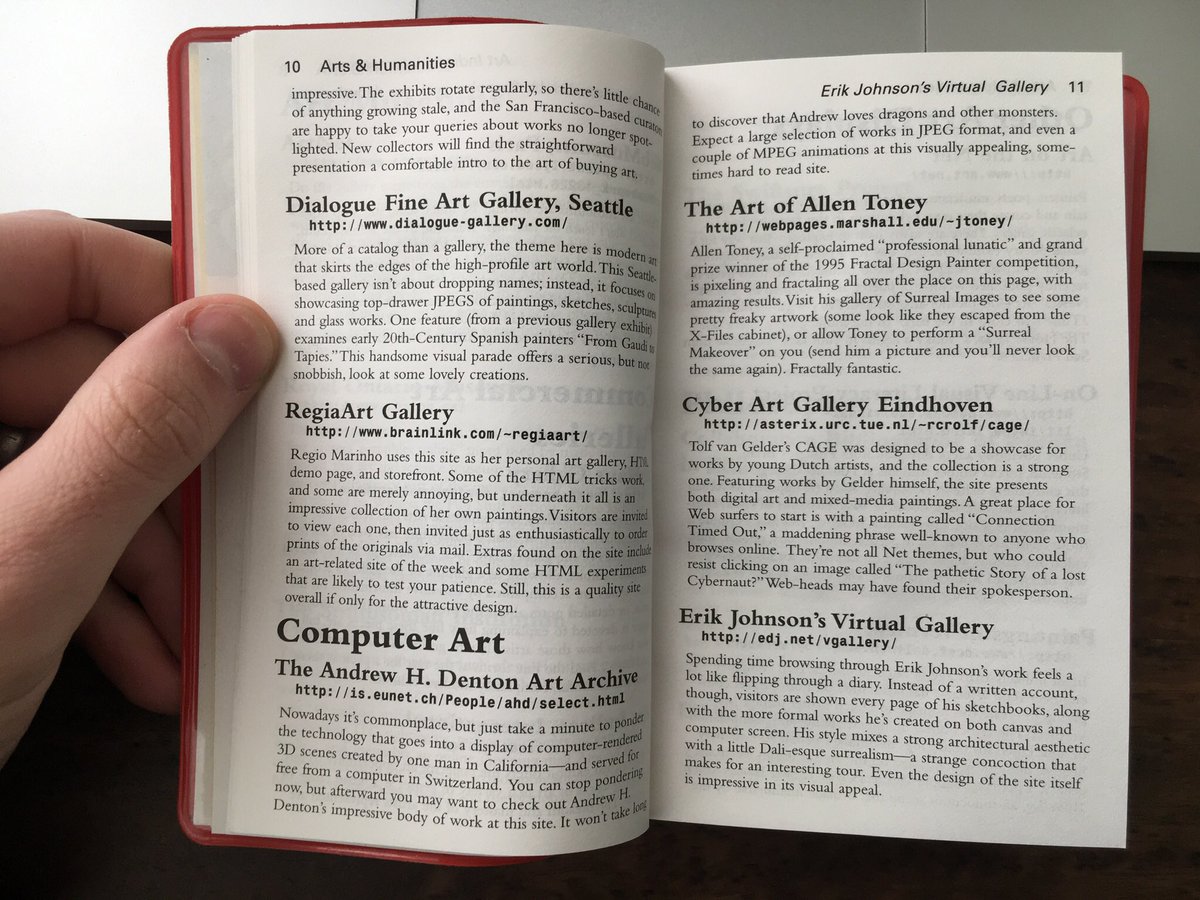 10 Arts & Humanities
impressive. The exhibits rotate regularly, so there's little chance
of anything growing stale, and the San Francisco-based curators
are happy to take your queries about works no longer spot-
lighted. New collectors will find the straightforward
presentation a comfortable intro to the art of buying art.
Dialogue Fine Art Gallery, Seattle
http://www.dialogue-gallery.com/
More of a catalog than a gallery, the theme here is modern art
that skirts the edges of the high-profile art world. This Seattle-
based gallery isn't about dropping names; instead, it focuses on
showcasing top-drawer JPEGS of paintings, sketches, sculptures
and glass works. One feature (from a previous gallery exhibit)
examines early 20th-Century Spanish painters "From Gaudi to
Tapies." This handsome visual parade offers a serious, but not
snobbish, look at some lovely creations.
RegiaArt Gallery
http://www.brainlink.com/~regiaart/
Regio Marinho uses this site as her personal art gallery, HTML
demo page, and storefront. Some of the HTML tricks work,
and some are merely annoying, but underneath it all is an
impressive collection of her own paintings. Visitors are invited
to view each one, then invited just as enthusiastically to order
prints of the originals via mail. Extras found on the site include
an art-related site of the week and some HTML experiments
that are likely to test your patience. Still, this is a quality site
overall if only for the attractive design.
Computer Art
The Andrew H. Denton Art Archive
http://is.eunet.ch/People/ahd/select.html
Nowadays it's commonplace, but just take a minute to ponder
the technology that goes into a display of computer-rendered
3D scenes created by one man in California—and served for
free from a computer in Switzerland. You can stop pondering
now, but afterward you may want to check out Andrew H.
Denton's impressive body of work at this site. It won't take long
Erik Johnson's Virtual Gallery 11
to discover that Andrew loves dragons and other monsters.
Expect a large selection of works in JPEG format, and even a
couple of MPEG animations at this visually appealing, some-
times hard to read site.
The Art of Allen Toney
http://webpages.marshall.edu/~jtoney/
Allen Toney, a self-proclaimed "professional lunatic" and grand
prize winner of the 1995 Fractal Design Painter competition,
is pixeling and fractaling all over the place on this page, with
amazing results. Visit his gallery of Surreal Images to see some
pretty freaky artwork (some look like they escaped from the
X-Files cabinet), or allow Toney to perform a "Surreal
Makeover" on you (send him a picture and you'll never look
the same again). Fractally fantastic.
Cyber Art Gallery Eindhoven
http://asterix.urc.tue.nl/~rcrolf/cage/
Tolf van Gelder's CAGE was designed to be a showcase for
works by young Dutch artists, and the collection is a strong
one. Featuring works by Gelder himself, the site presents
both digital art and mixed-media paintings. A great place for
Web surfers to start is with a painting called "Connection
Timed Out," a maddening phrase well-known to anyone who
browses online. They're not all Net themes, but who could
resist clicking on an image called "The pathetic Story of a lost
Cybernaut?" Web-heads may have found their spokesperson.
Erik Johnson's Virtual Gallery
http://edj.net/vgallery/
Spending time browsing through Erik Johnson's work feels a
lot like flipping through a diary. Instead of a written account,
though, visitors are shown every page of his sketchbooks, along
with the more formal works he's created on both canvas and
computer screen. His style mixes a strong architectural aesthetic
with a little Dali-esque surrealism—a strange concoction that
makes for an interesting tour. Even the design of the site itself
is impressive in its visual appeal.